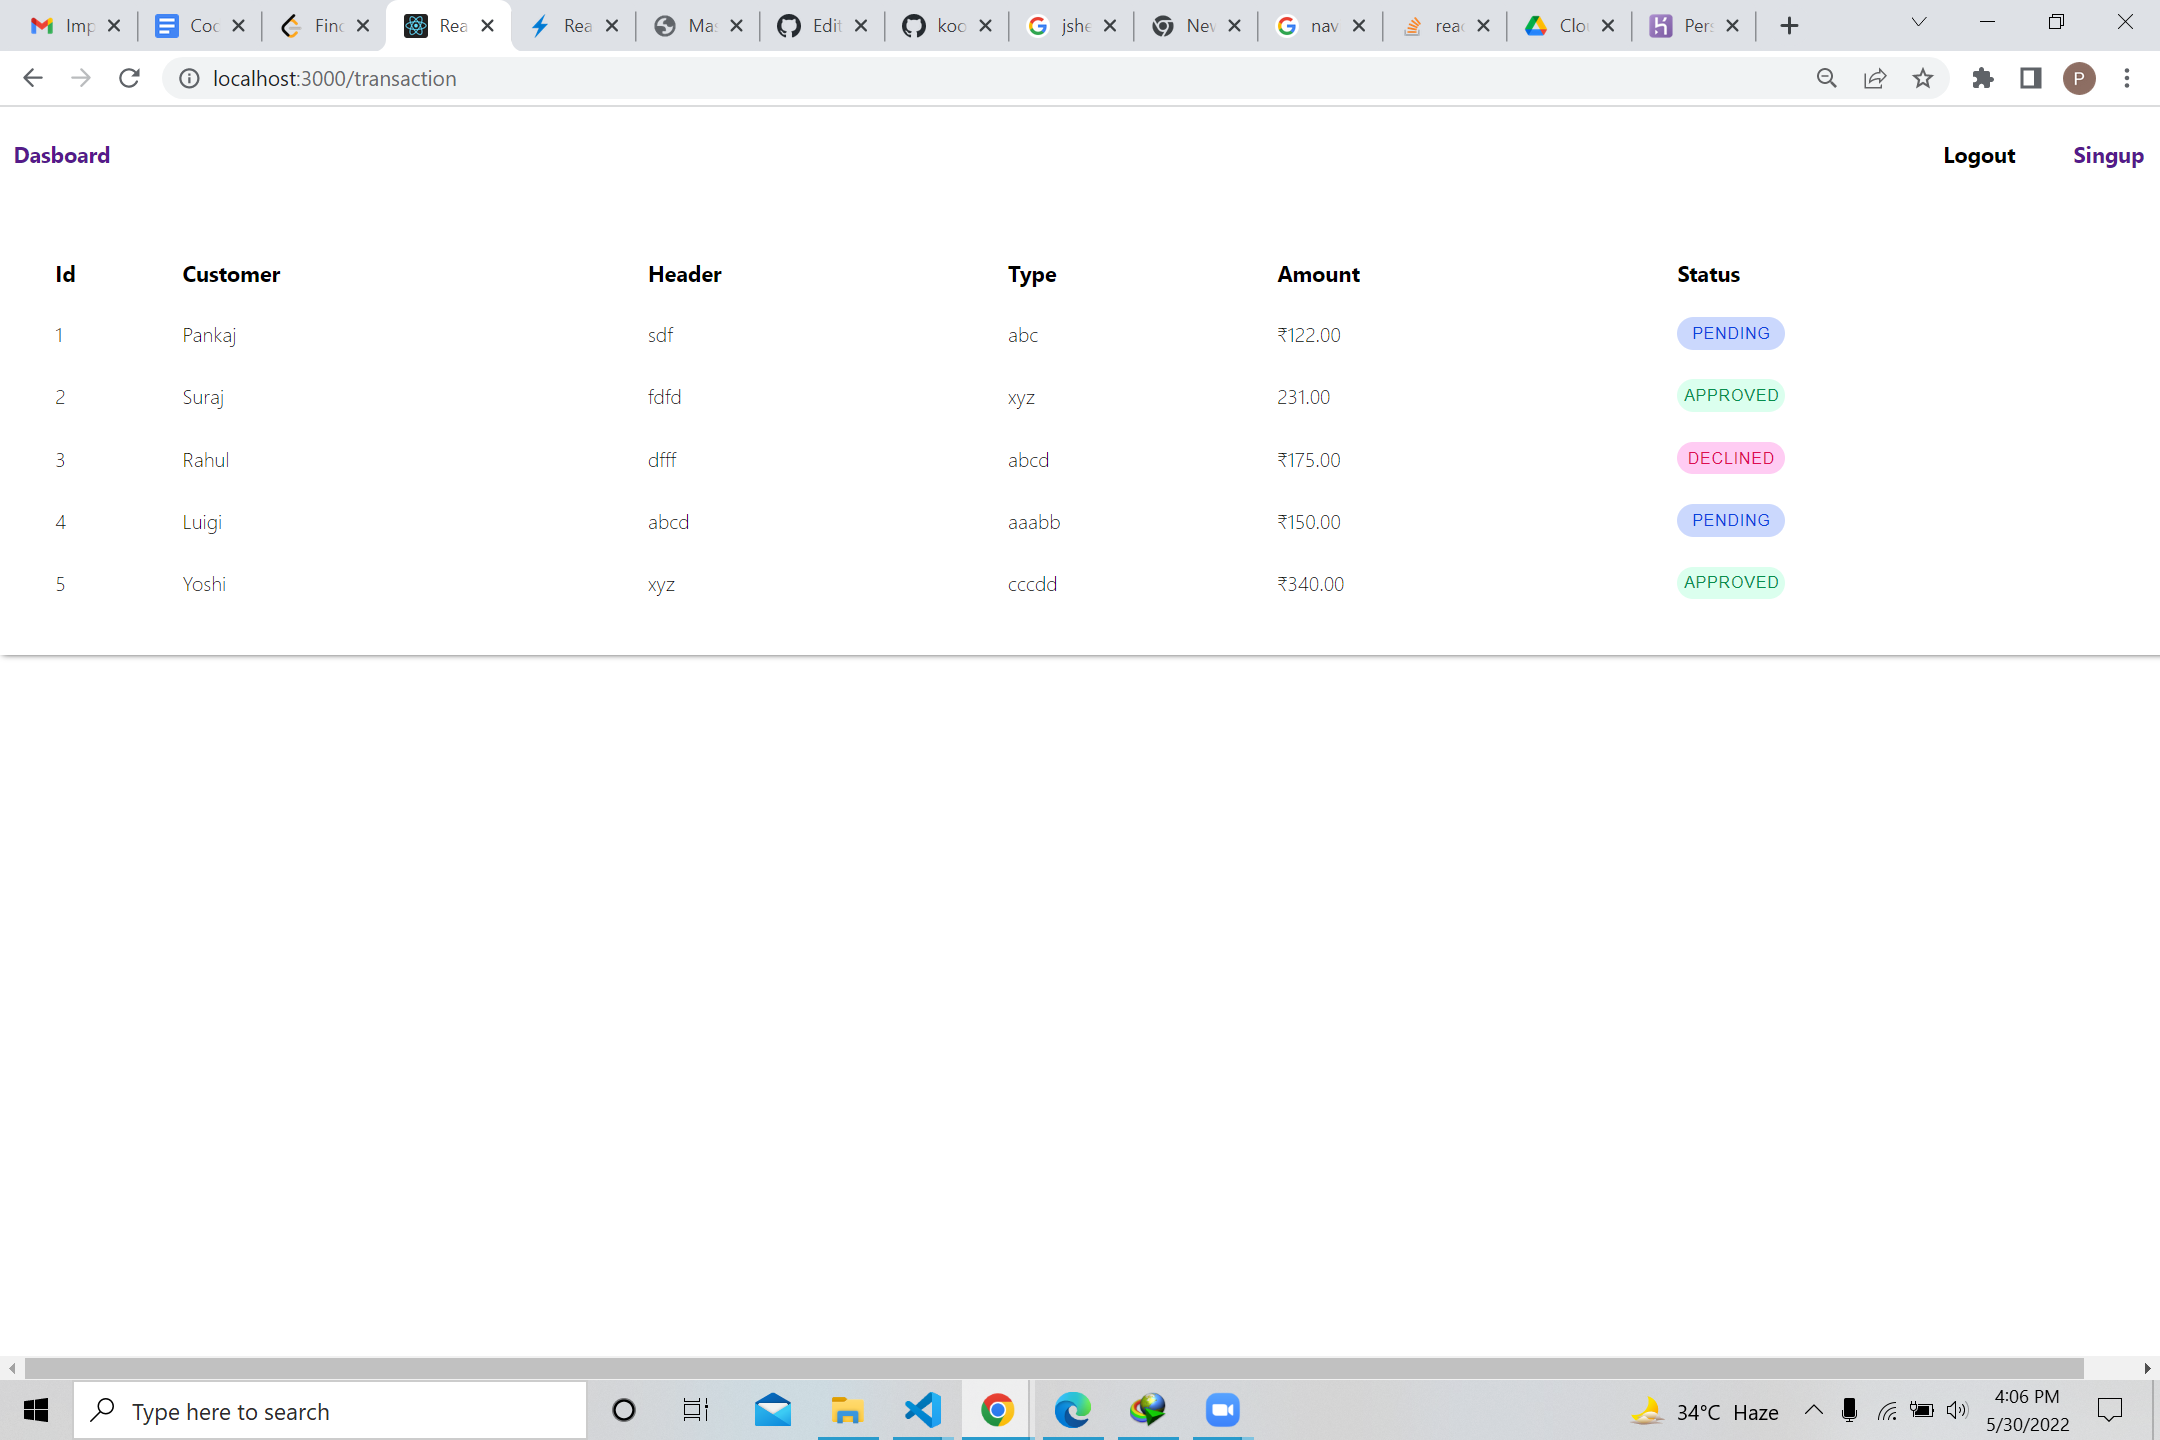 Imp Coc Finc Rea Rea Mas Edit koo jshe Nev nav reac Clou Pers
localhost:3000/transaction P
Dasboard Logout Singup
Id Customer Header Type Amount Status
1 Pankaj sdf abc ₹122.00 PENDING
2 Suraj fdfd xyz 231.00 APPROVED
3 Rahul dfff abcd ₹175.00 DECLINED
4 Luigi abcd aaabb ₹150.00 PENDING
5 Yoshi xyz cccdd ₹340.00 APPROVED
Type here to search 34°C Haze 4:06 PM
5/30/2022